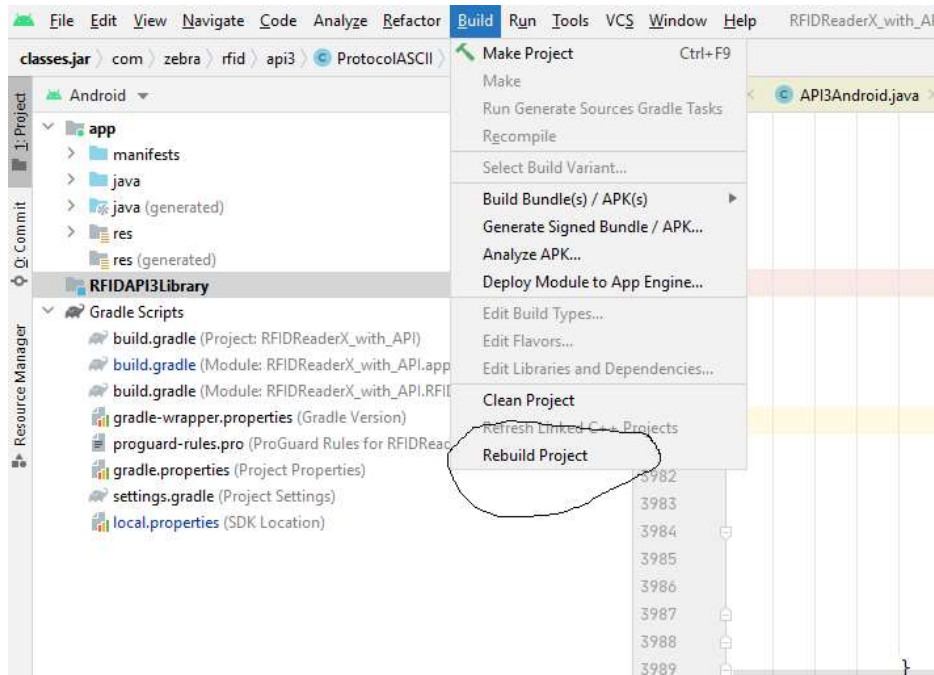 File Edit View Navigate Code Analyze Refactor Build Run Tools VCS Window Help RFIDReaderX_with_AP
classes.jar com zebra rfid api3 ProtocolASCII
Android
API3Android.java
1: Project
0: Commit
Resource Manager
app
manifests
java
java (generated)
res
res (generated)
RFIDAPI3Library
Gradle Scripts
build.gradle (Project: RFIDReaderX_with_API)
build.gradle (Module: RFIDReaderX_with_API.app
build.gradle (Module: RFIDReaderX_with_API.RFI
gradle-wrapper.properties (Gradle Version)
proguard-rules.pro (ProGuard Rules for RFIDReac
gradle.properties (Project Properties)
settings.gradle (Project Settings)
local.properties (SDK Location)
Make Project Ctrl+F9
Make
Run Generate Sources Gradle Tasks
Recompile
Select Build Variant...
Build Bundle(s) / APK(s)
Generate Signed Bundle / APK...
Analyze APK...
Deploy Module to App Engine...
Edit Build Types...
Edit Flavors...
Edit Libraries and Dependencies...
Clean Project
Refresh Linked C++ Projects
Rebuild Project
3982
3983
3984
3985
3986
3987
3988
3989 }